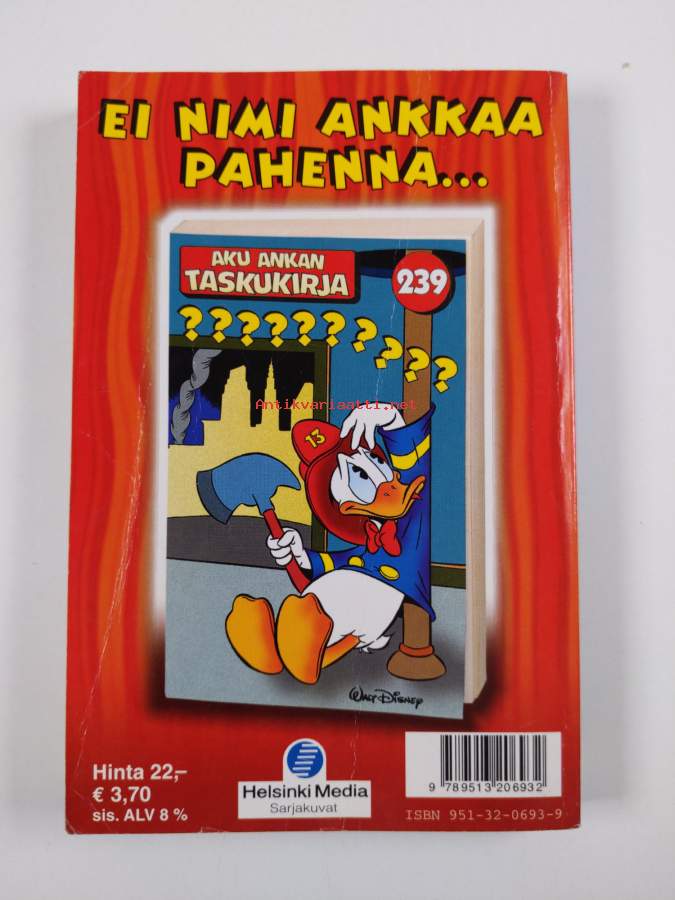 EI NIMI ANKKAA
PAHENNA...
AKU ANKAN
TASKUKIRJA
239
??????????
Antikvariaatti.net
13
WALT DISNEY
Hinta 22,–
€ 3,70
sis. ALV 8 %
Helsinki Media
Sarjakuvat
9 789513 206932
ISBN 951-32-0693-9